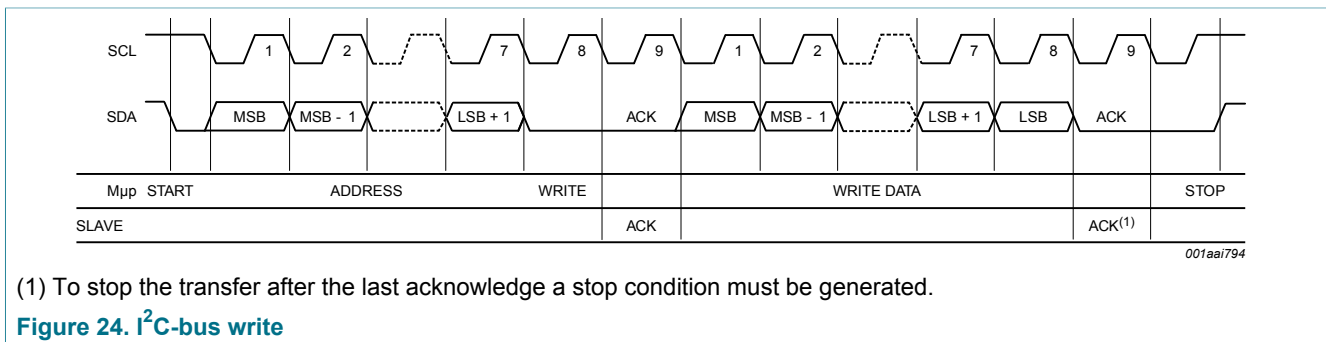 SCL 1 2 7 8 9 1 2 7 8 9
SDA MSB MSB - 1 LSB + 1 ACK MSB MSB - 1 LSB + 1 LSB ACK
Mμp START ADDRESS WRITE WRITE DATA STOP
SLAVE ACK ACK(1)
001aai794
(1) To stop the transfer after the last acknowledge a stop condition must be generated.
Figure 24. I2C-bus write